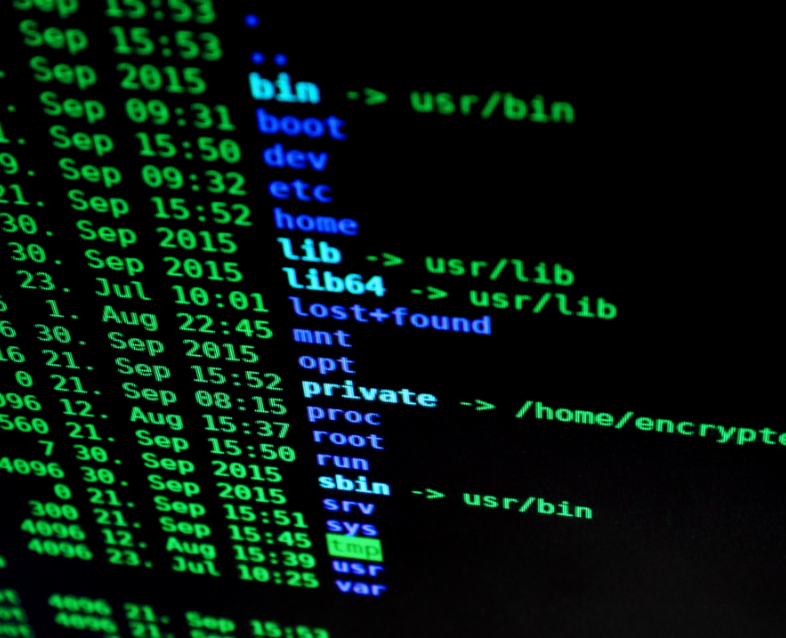 Sep 15:53 .
Sep 15:53 ..
. Sep 2015 bin -> usr/bin
. Sep 09:31 boot
1. Sep 15:50 dev
9. Sep 09:32 etc
21. Sep 15:52 home
30. Sep 2015 lib -> usr/lib
30. Sep 2015 lib64 -> usr/lib
23. Jul 10:01 lost+found
1. Aug 22:45 mnt
6 30. Sep 2015 opt
16 21. Sep 15:52 private -> /home/encrypte
0 21. Sep 08:15 proc
096 12. Aug 15:37 root
560 21. Sep 15:50 run
7 30. Sep 2015 sbin -> usr/bin
4096 30. Sep 2015 srv
0 21. Sep 15:51 sys
300 21. Sep 15:45 tmp
4096 12. Aug 15:39 usr
4096 23. Jul 10:25 var
4096 21. Sep 15:53
4096 21. Sep